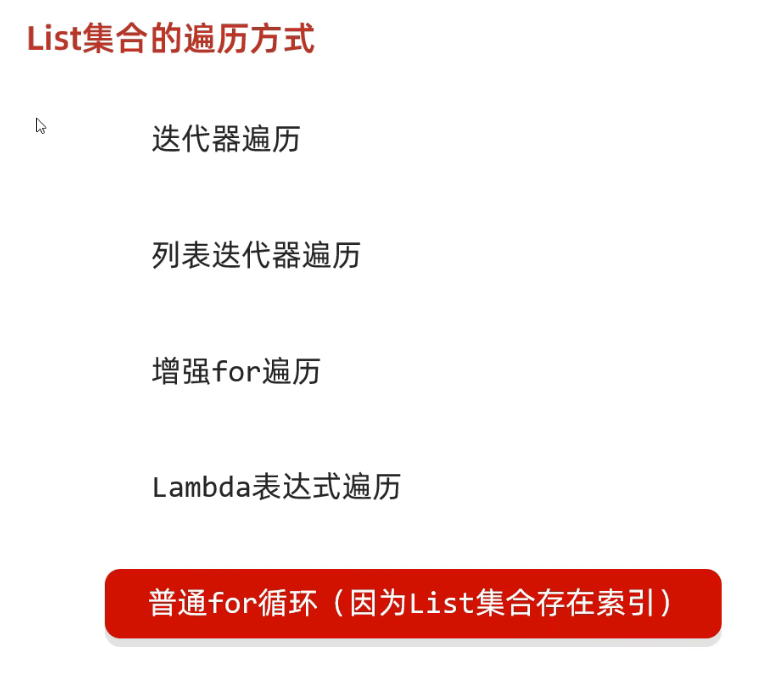 List集合的遍历方式
迭代器遍历
列表迭代器遍历
增强for遍历
Lambda表达式遍历
普通for循环（因为List集合存在索引）